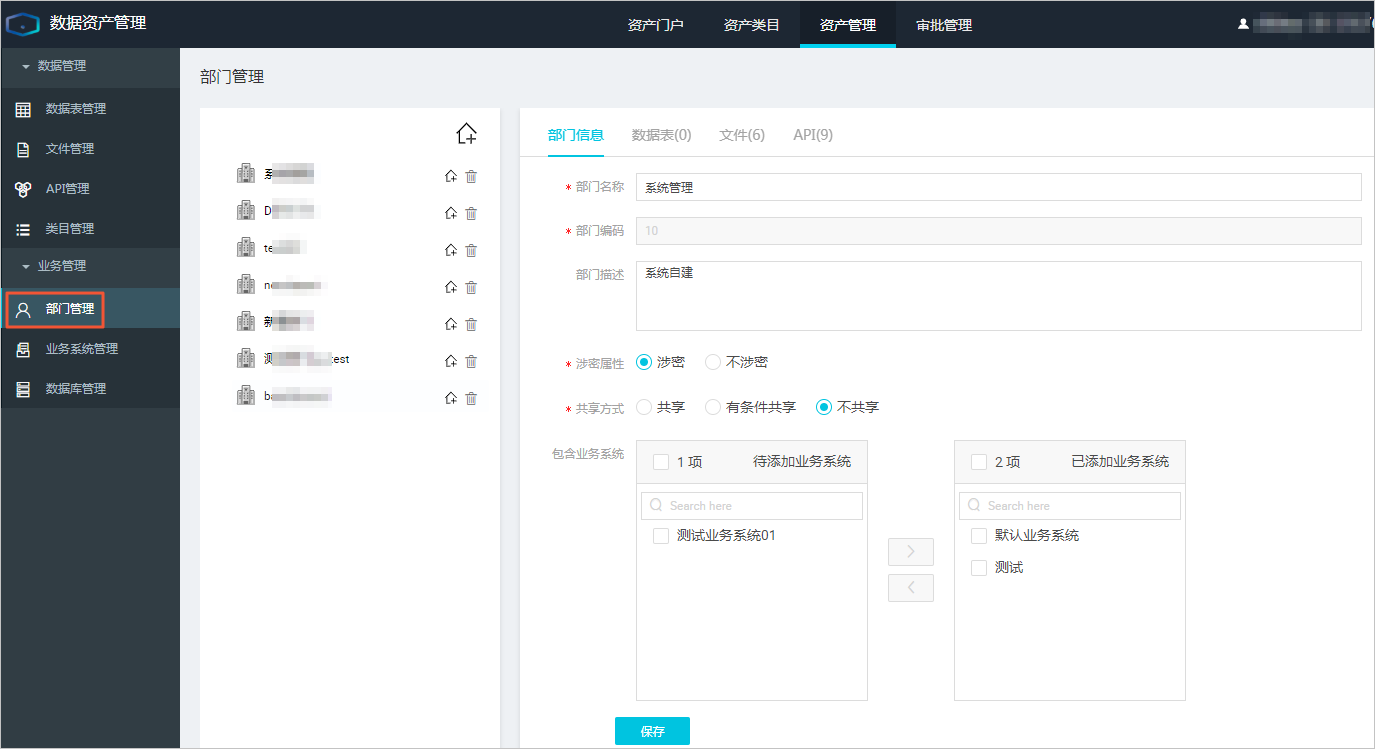 数据资产管理
资产门户
资产类目
资产管理
审批管理
数据管理
数据表管理
文件管理
API管理
类目管理
业务管理
部门管理
业务系统管理
数据库管理
部门管理
部门信息
数据表(0)
文件(6)
API(9)
* 部门名称
系统管理
* 部门编码
10
部门描述
系统自建
* 涉密属性
涉密
不涉密
* 共享方式
共享
有条件共享
不共享
包含业务系统
1 项
待添加业务系统
Search here
测试业务系统01
2 项
已添加业务系统
Search here
默认业务系统
测试
保存